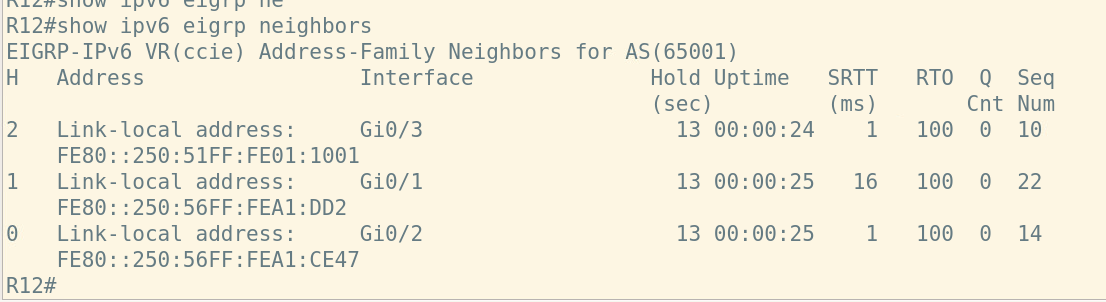 R12#show ipv6 eigrp ne
R12#show ipv6 eigrp neighbors
EIGRP-IPv6 VR(ccie) Address-Family Neighbors for AS(65001)
H   Address                 Interface              Hold Uptime   SRTT   RTO  Q  Seq
                                                   (sec)         (ms)       Cnt Num
2   Link-local address:     Gi0/3                    13 00:00:24    1   100  0  10
    FE80::250:51FF:FE01:1001
1   Link-local address:     Gi0/1                    13 00:00:25   16   100  0  22
    FE80::250:56FF:FEA1:DD2
0   Link-local address:     Gi0/2                    13 00:00:25    1   100  0  14
    FE80::250:56FF:FEA1:CE47
R12#